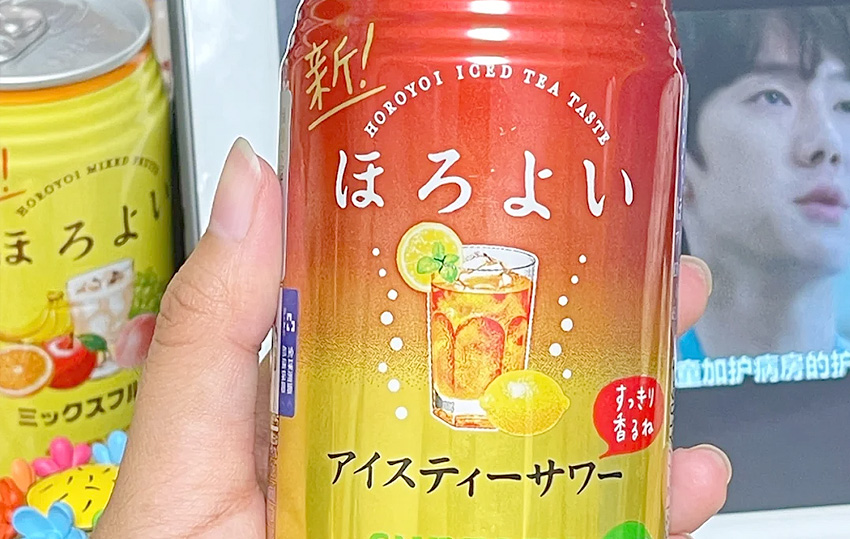 新!
HOROYOI ICED TEA TASTE
ほろよい
すっきり
香るね
アイスティーサワー
HOROYOI MIXED FRUITS
ほろよい
ミックスフル
童加护病房的护